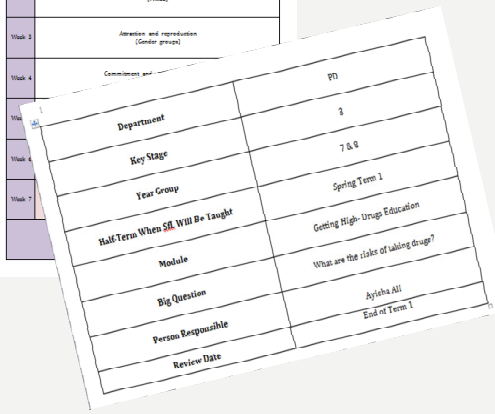 Week 3
Attraction and reproduction
(Gender groups)
Week 4
Commitment and
Week 6
Week 7
Department
PD
Key Stage
3
Year Group
7 & 8
Half-Term When SB Will Be Taught
Spring Term 1
Module
Getting High- Drugs Education
Big Question
What are the risks of taking drugs?
Person Responsible
Ayisha Ali
Review Date
End of Term 1